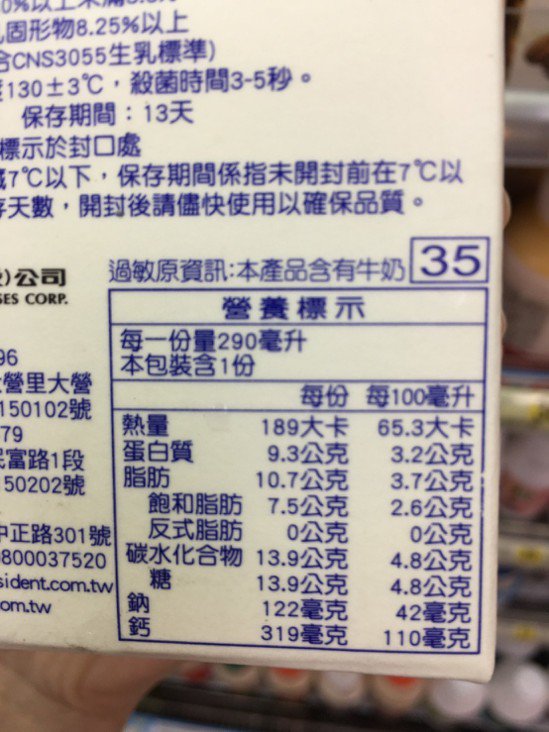 固形物8.25%以上
合CNS3055生乳標準)
130±3℃，殺菌時間3-5秒。
保存期間：13天
標示於封口處
7℃以下，保存期間係指未開封前在7℃以
存天數，開封後請儘快使用以確保品質。
公司
SES CORP.
過敏原資訊:本產品含有牛奶 35
營養標示
每一份量290毫升
本包裝含1份
每份 每100毫升
熱量 189大卡 65.3大卡
蛋白質 9.3公克 3.2公克
脂肪 10.7公克 3.7公克
飽和脂肪 7.5公克 2.6公克
反式脂肪 0公克 0公克
碳水化合物 13.9公克 4.8公克
糖 13.9公克 4.8公克
鈉 122毫克 42毫克
鈣 319毫克 110毫克
96
營里大營
150102號
79
民富路1段
50202號
中正路301號
800037520
sident.com.tw
om.tw